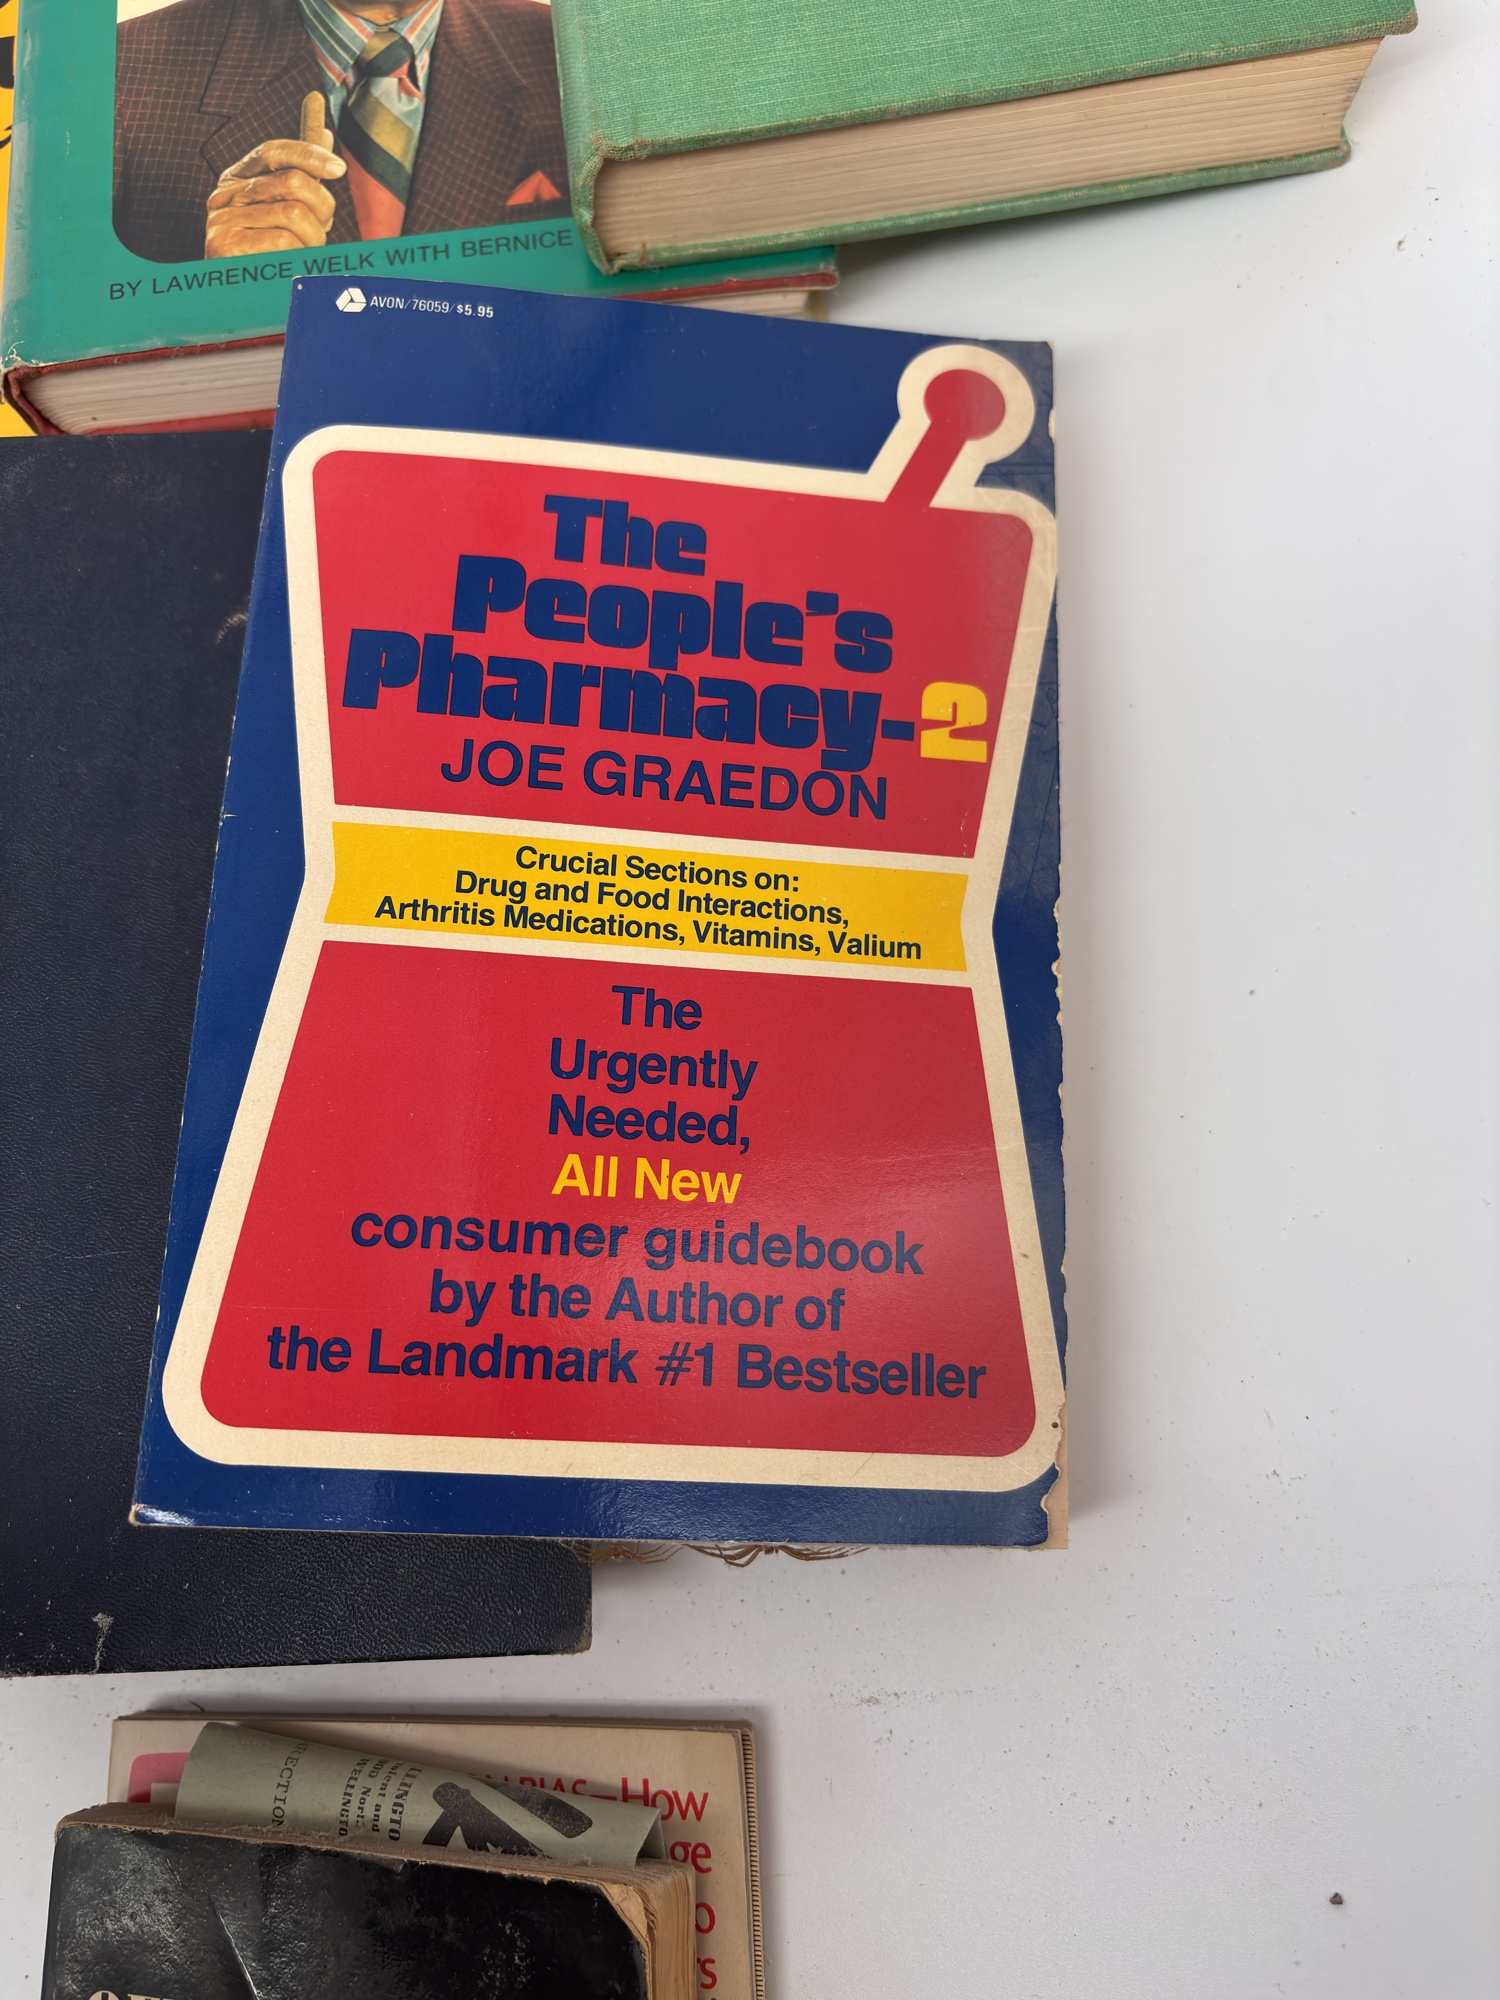 BY LAWRENCE WELK WITH BERNICE
AVON/76059/$5.95
The
People's
Pharmacy-2
JOE GRAEDON
Crucial Sections on:
Drug and Food Interactions,
Arthritis Medications, Vitamins, Valium
The
Urgently
Needed,
All New
consumer guidebook
by the Author of
the Landmark #1 Bestseller
BIAS—How
ge